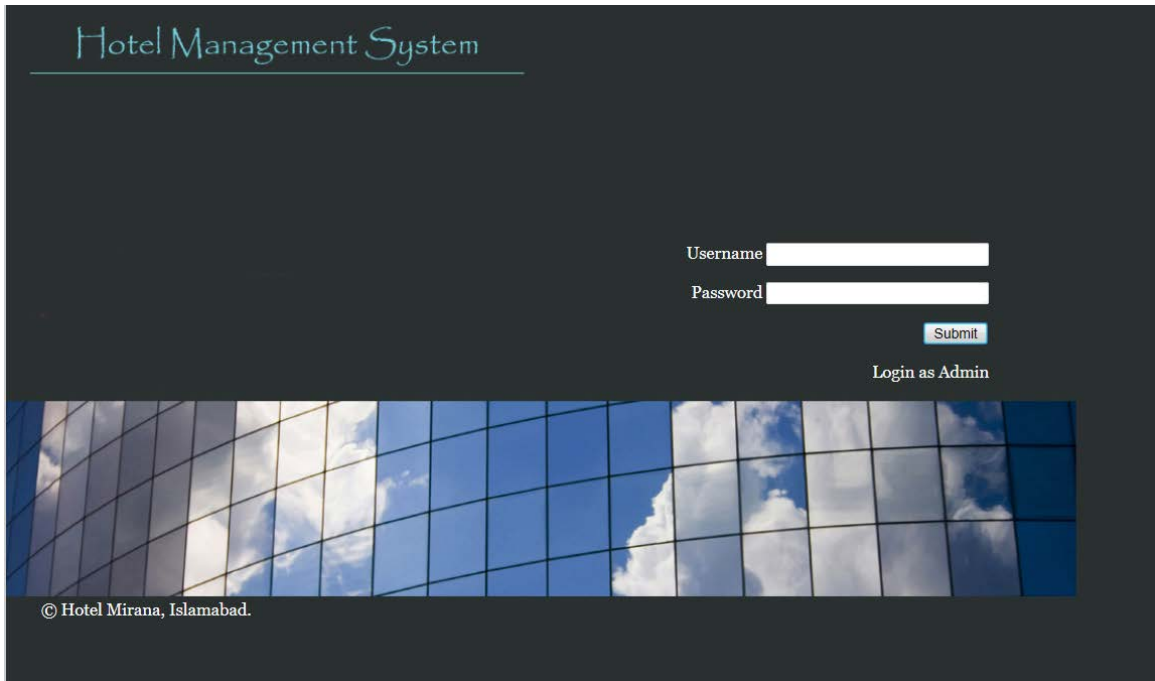 Hotel Management System
Username
Password
Submit
Login as Admin
© Hotel Mirana, Islamabad.